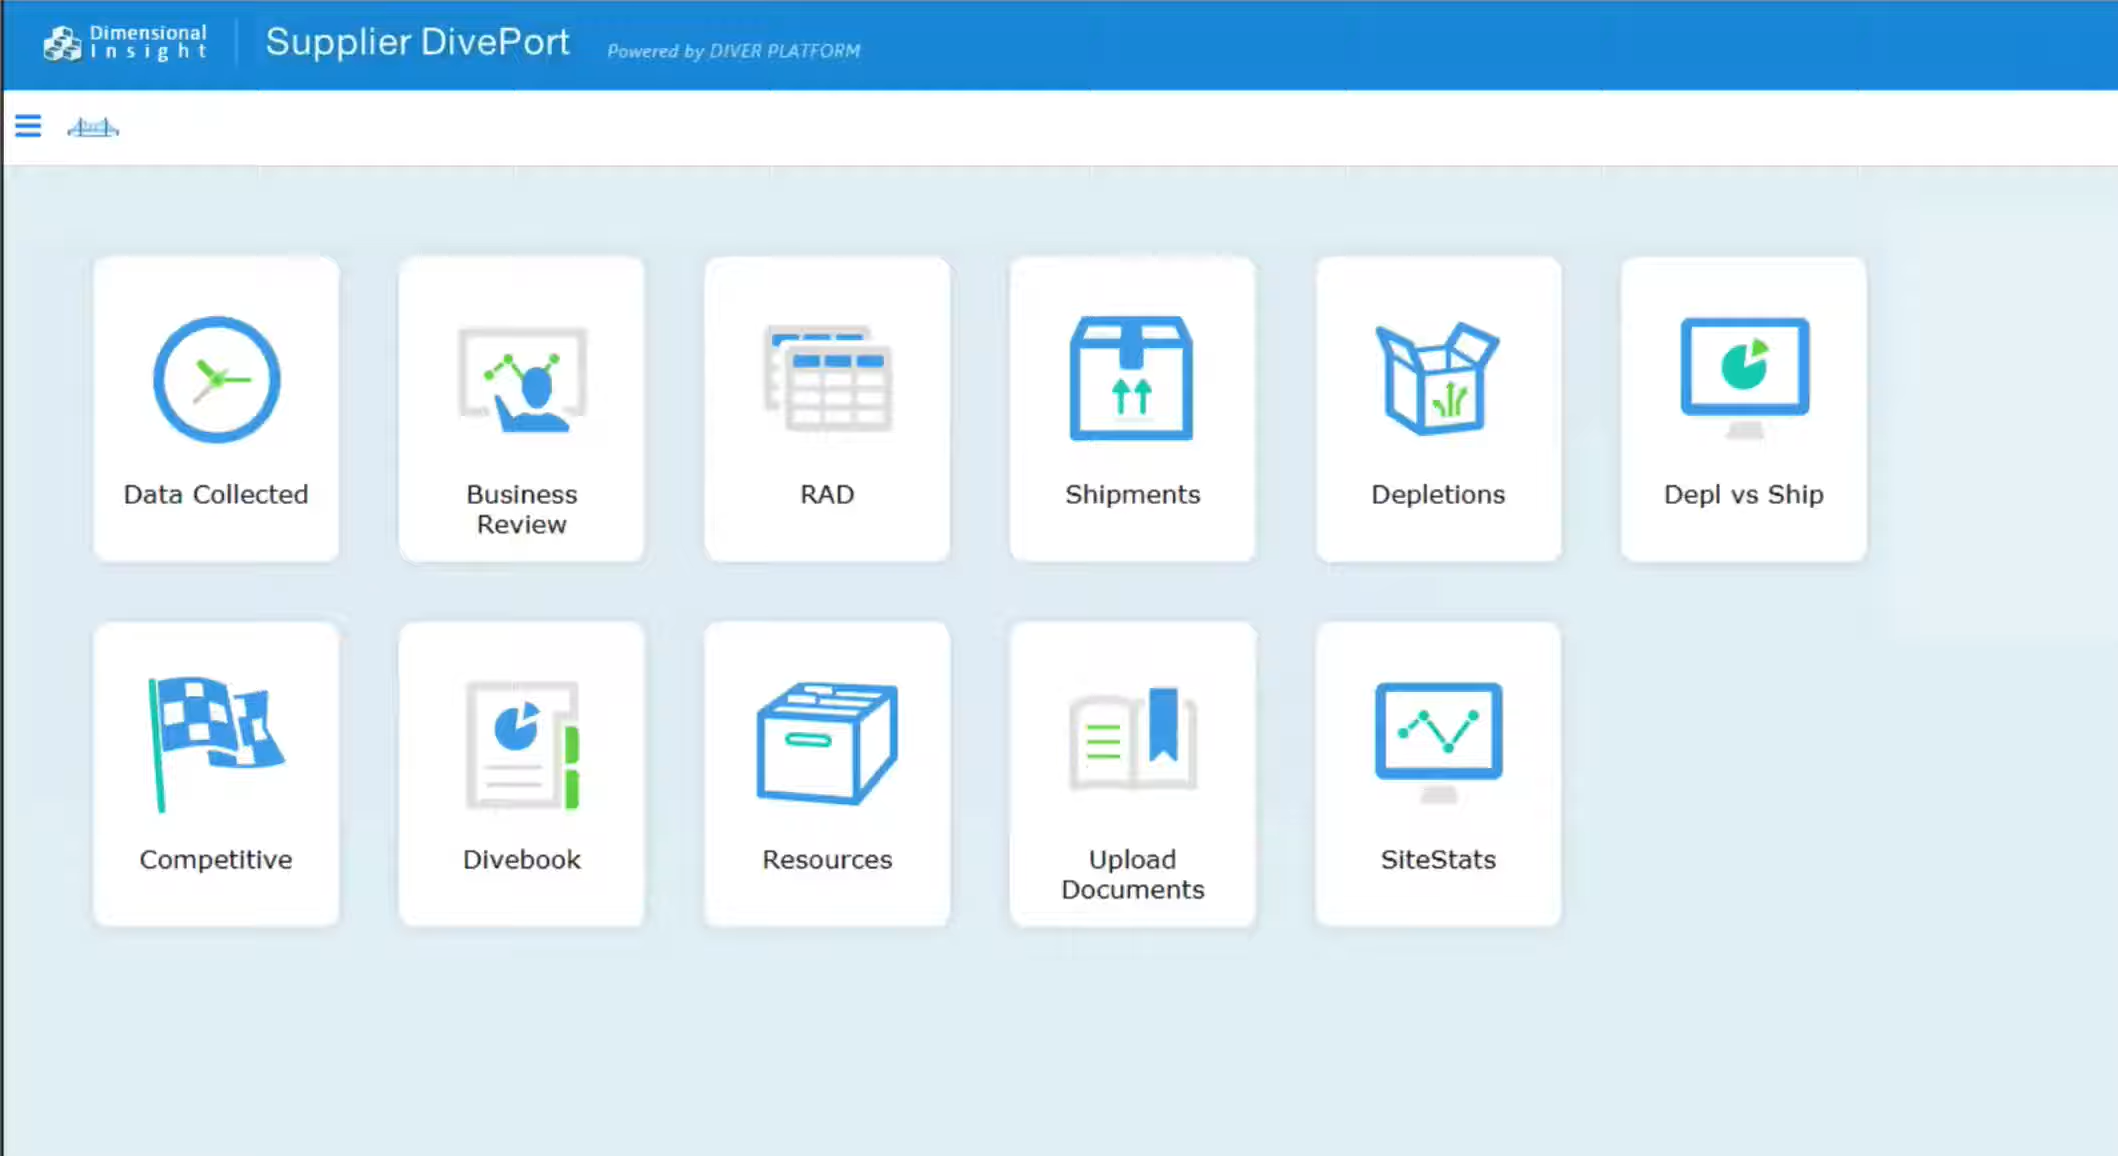 Dimensional
Insight
Supplier DivePort
Powered by DIVER PLATFORM
Data Collected
Business
Review
RAD
Shipments
Depletions
Depl vs Ship
Competitive
Divebook
Resources
Upload
Documents
SiteStats